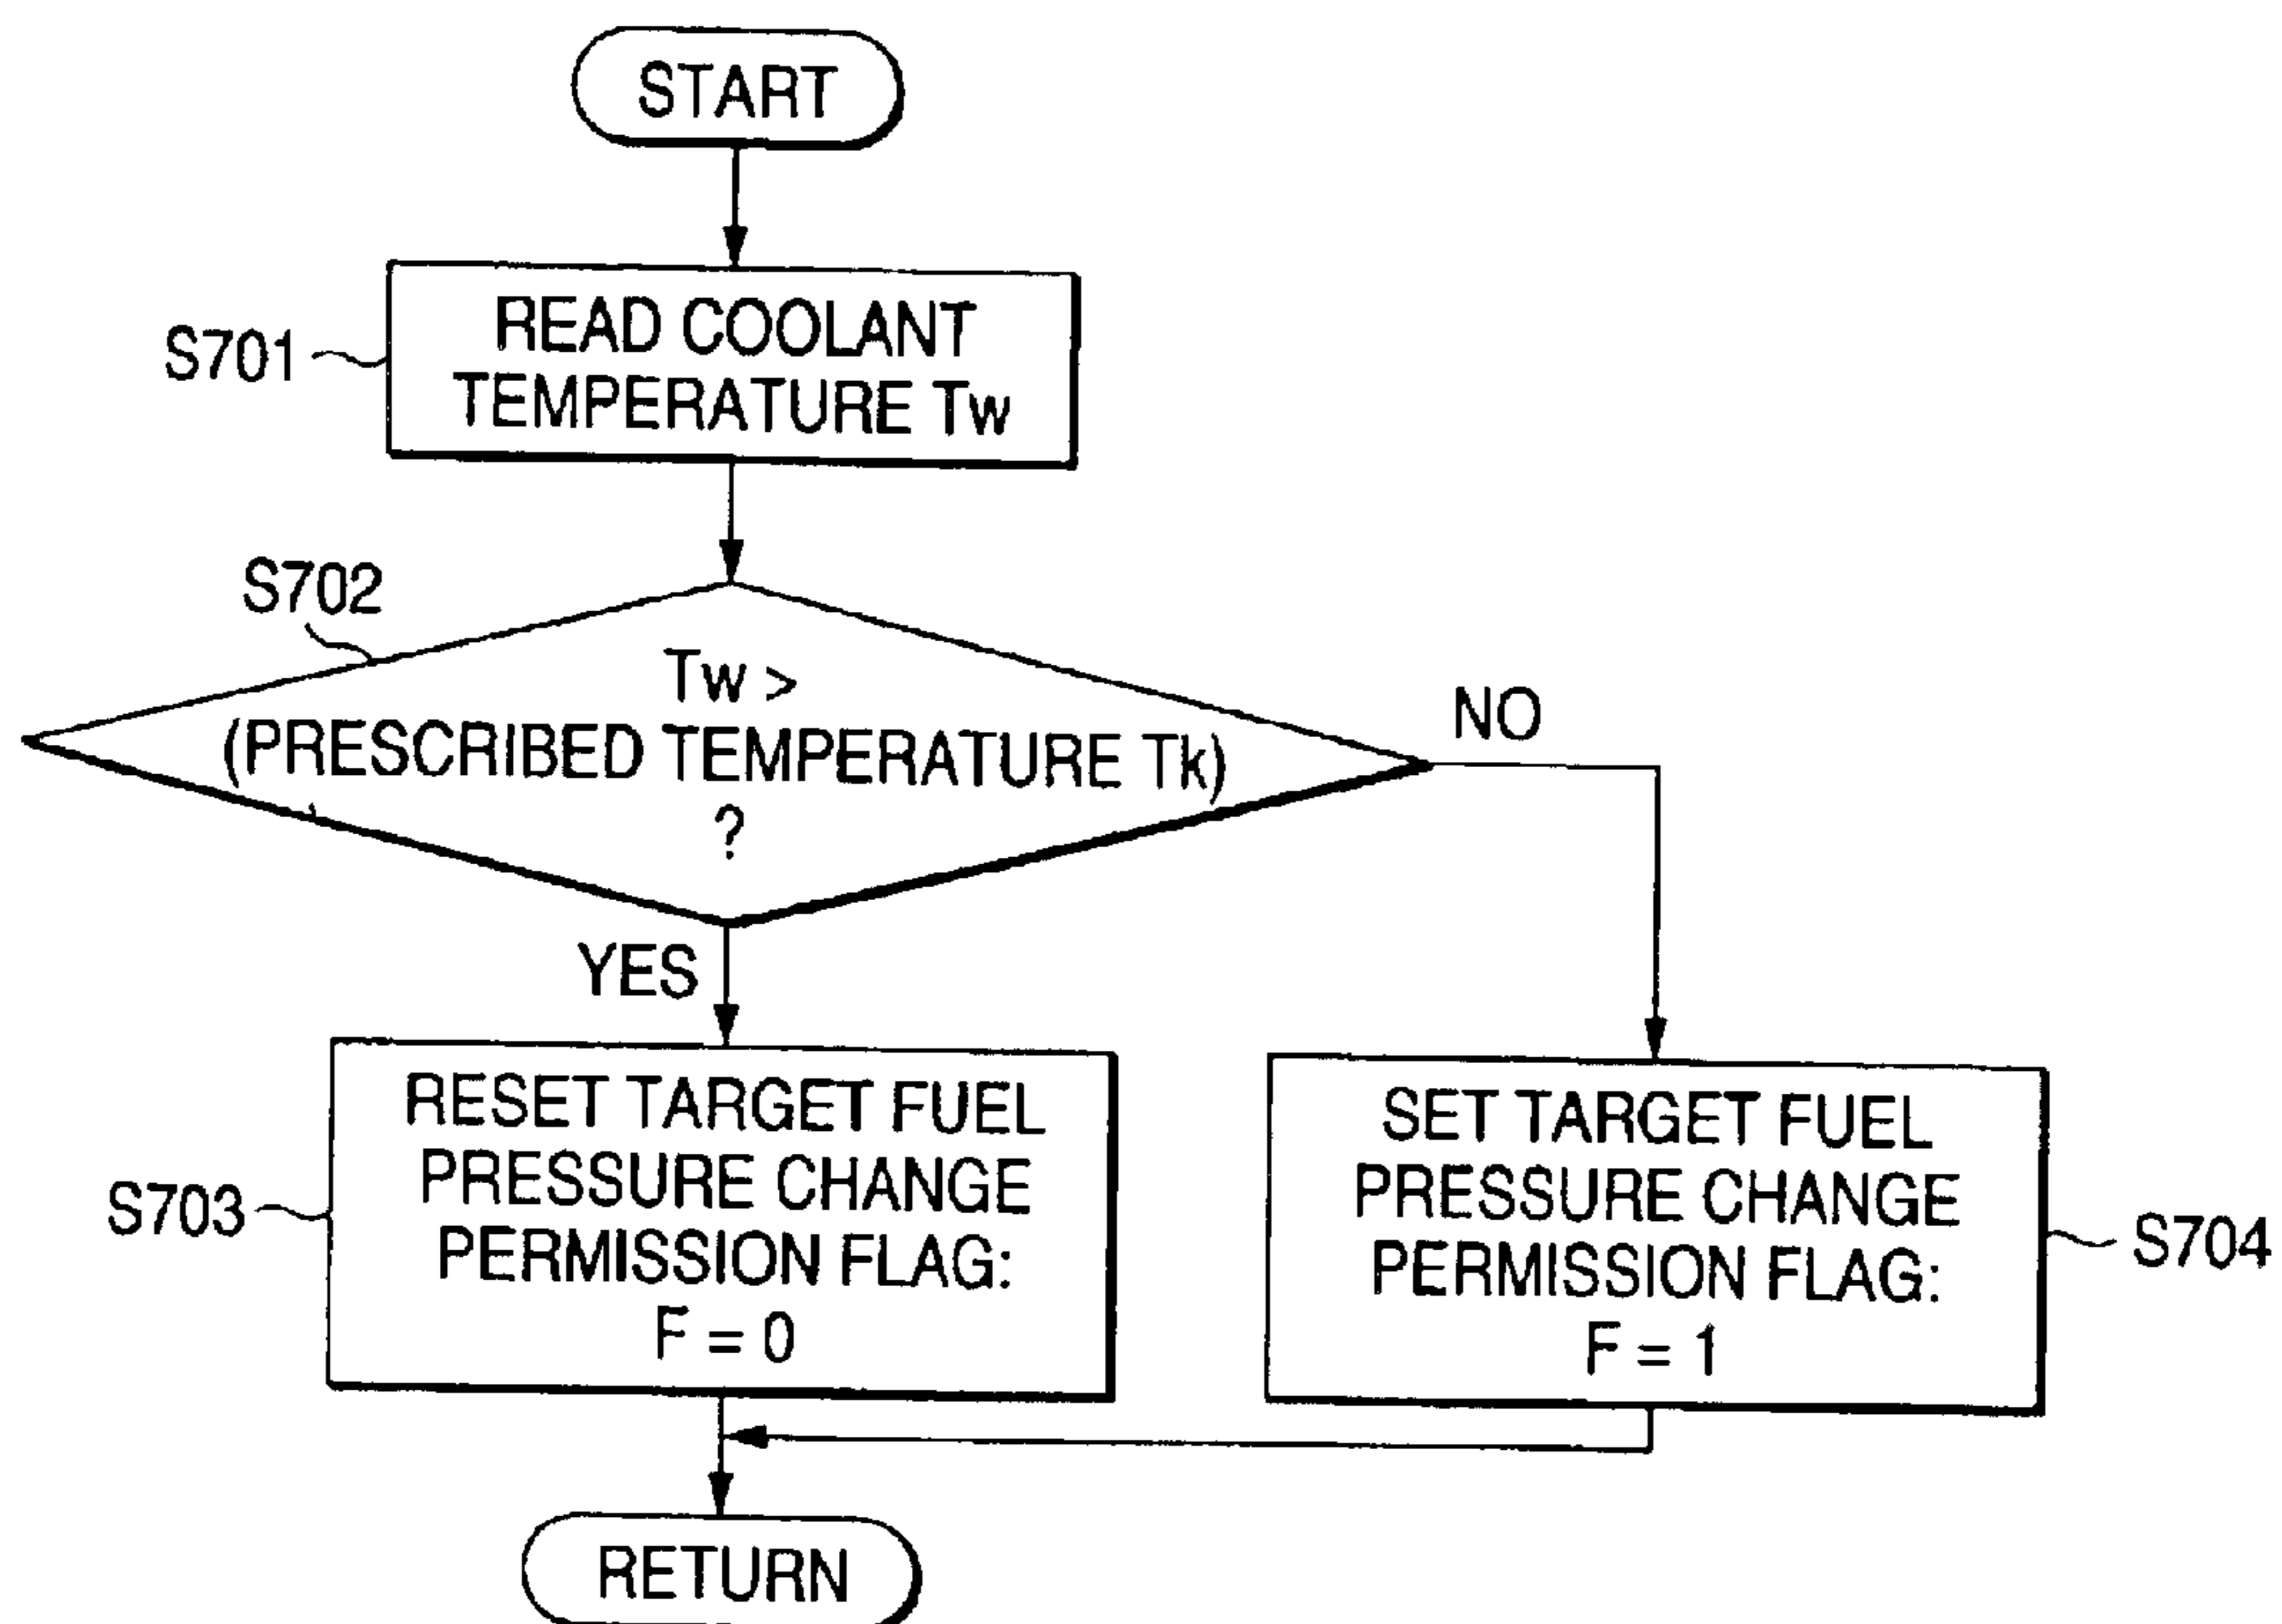 START
S701
READ COOLANT
TEMPERATURE Tw
S702
Tw >
(PRESCRIBED TEMPERATURE Tk)
?
NO
YES
S703
RESET TARGET FUEL
PRESSURE CHANGE
PERMISSION FLAG:
F = 0
SET TARGET FUEL
PRESSURE CHANGE
PERMISSION FLAG:
F = 1
S704
RETURN